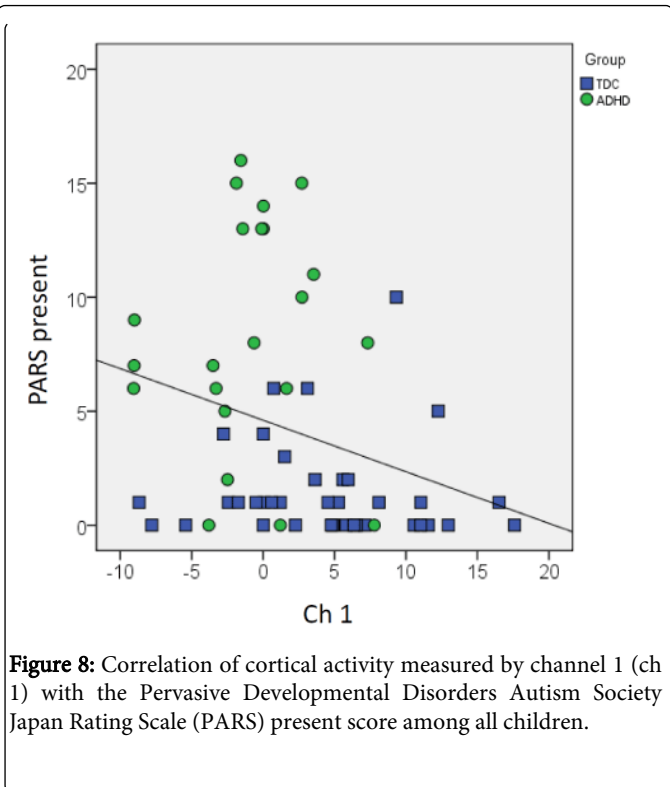 Group
TDC
ADHD
20
15
10
5
0
PARS present
-10 -5 0 5 10 15 20
Ch 1
Figure 8: Correlation of cortical activity measured by channel 1 (ch
1) with the Pervasive Developmental Disorders Autism Society
Japan Rating Scale (PARS) present score among all children.